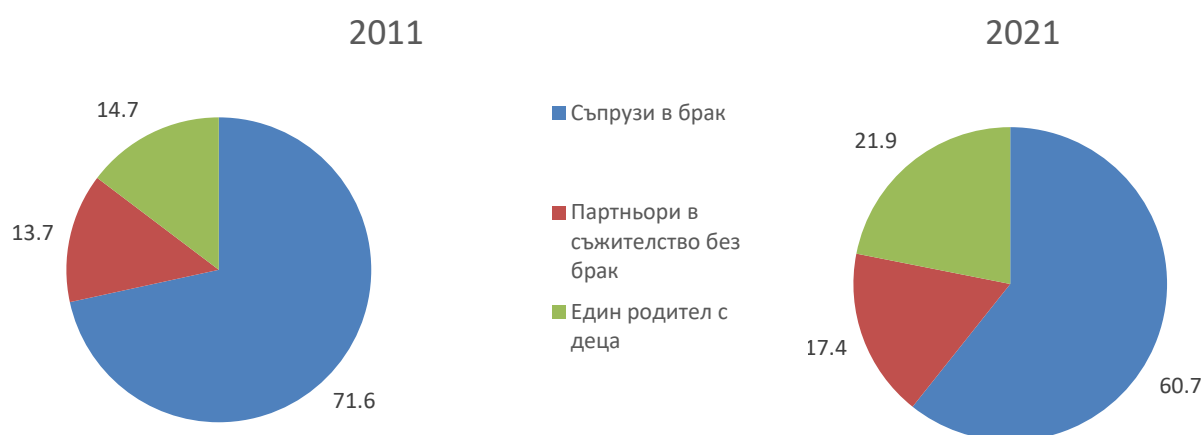 2011
14.7
13.7
71.6
Съпрузи в брак
Партньори в
съжителство без
брак
Един родител с
деца
2021
21.9
17.4
60.7